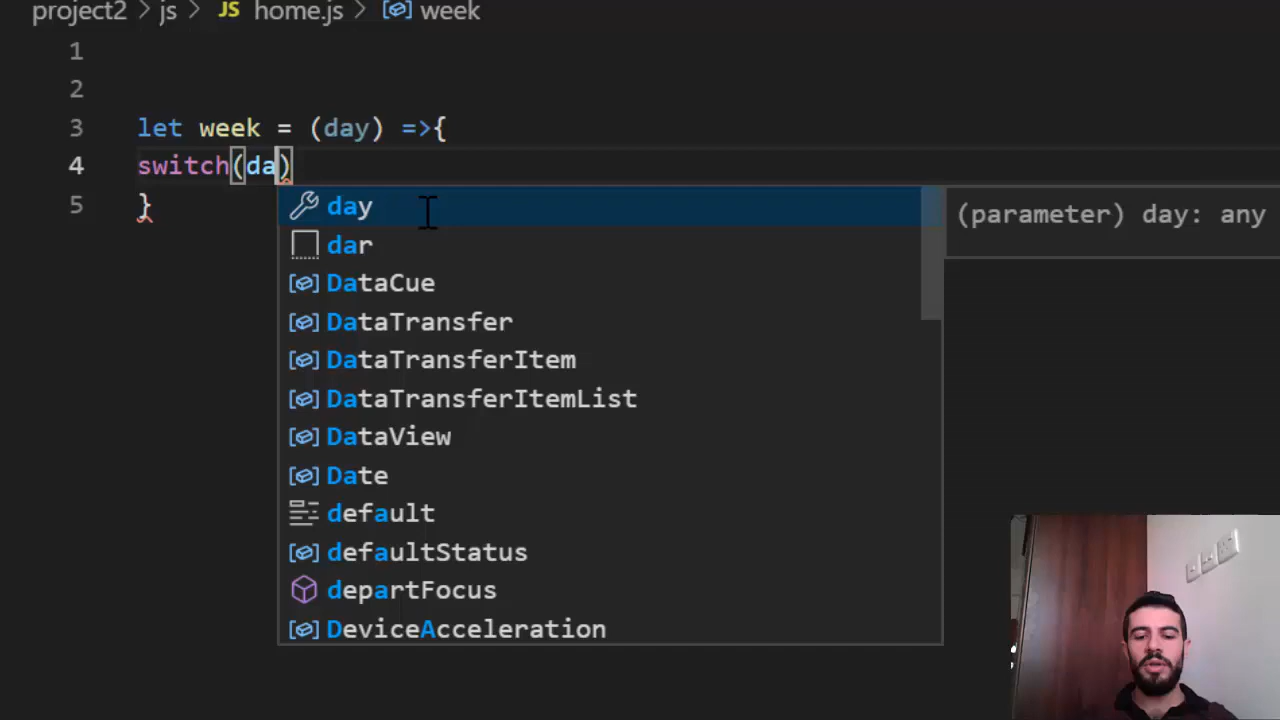 project2 > js > JS home.js > week
1
2
3 let week = (day) =>{
4 switch(da)
5 }
day
dar
DataCue
DataTransfer
DataTransferItem
DataTransferItemList
DataView
Date
default
defaultStatus
departFocus
DeviceAcceleration
(parameter) day: any